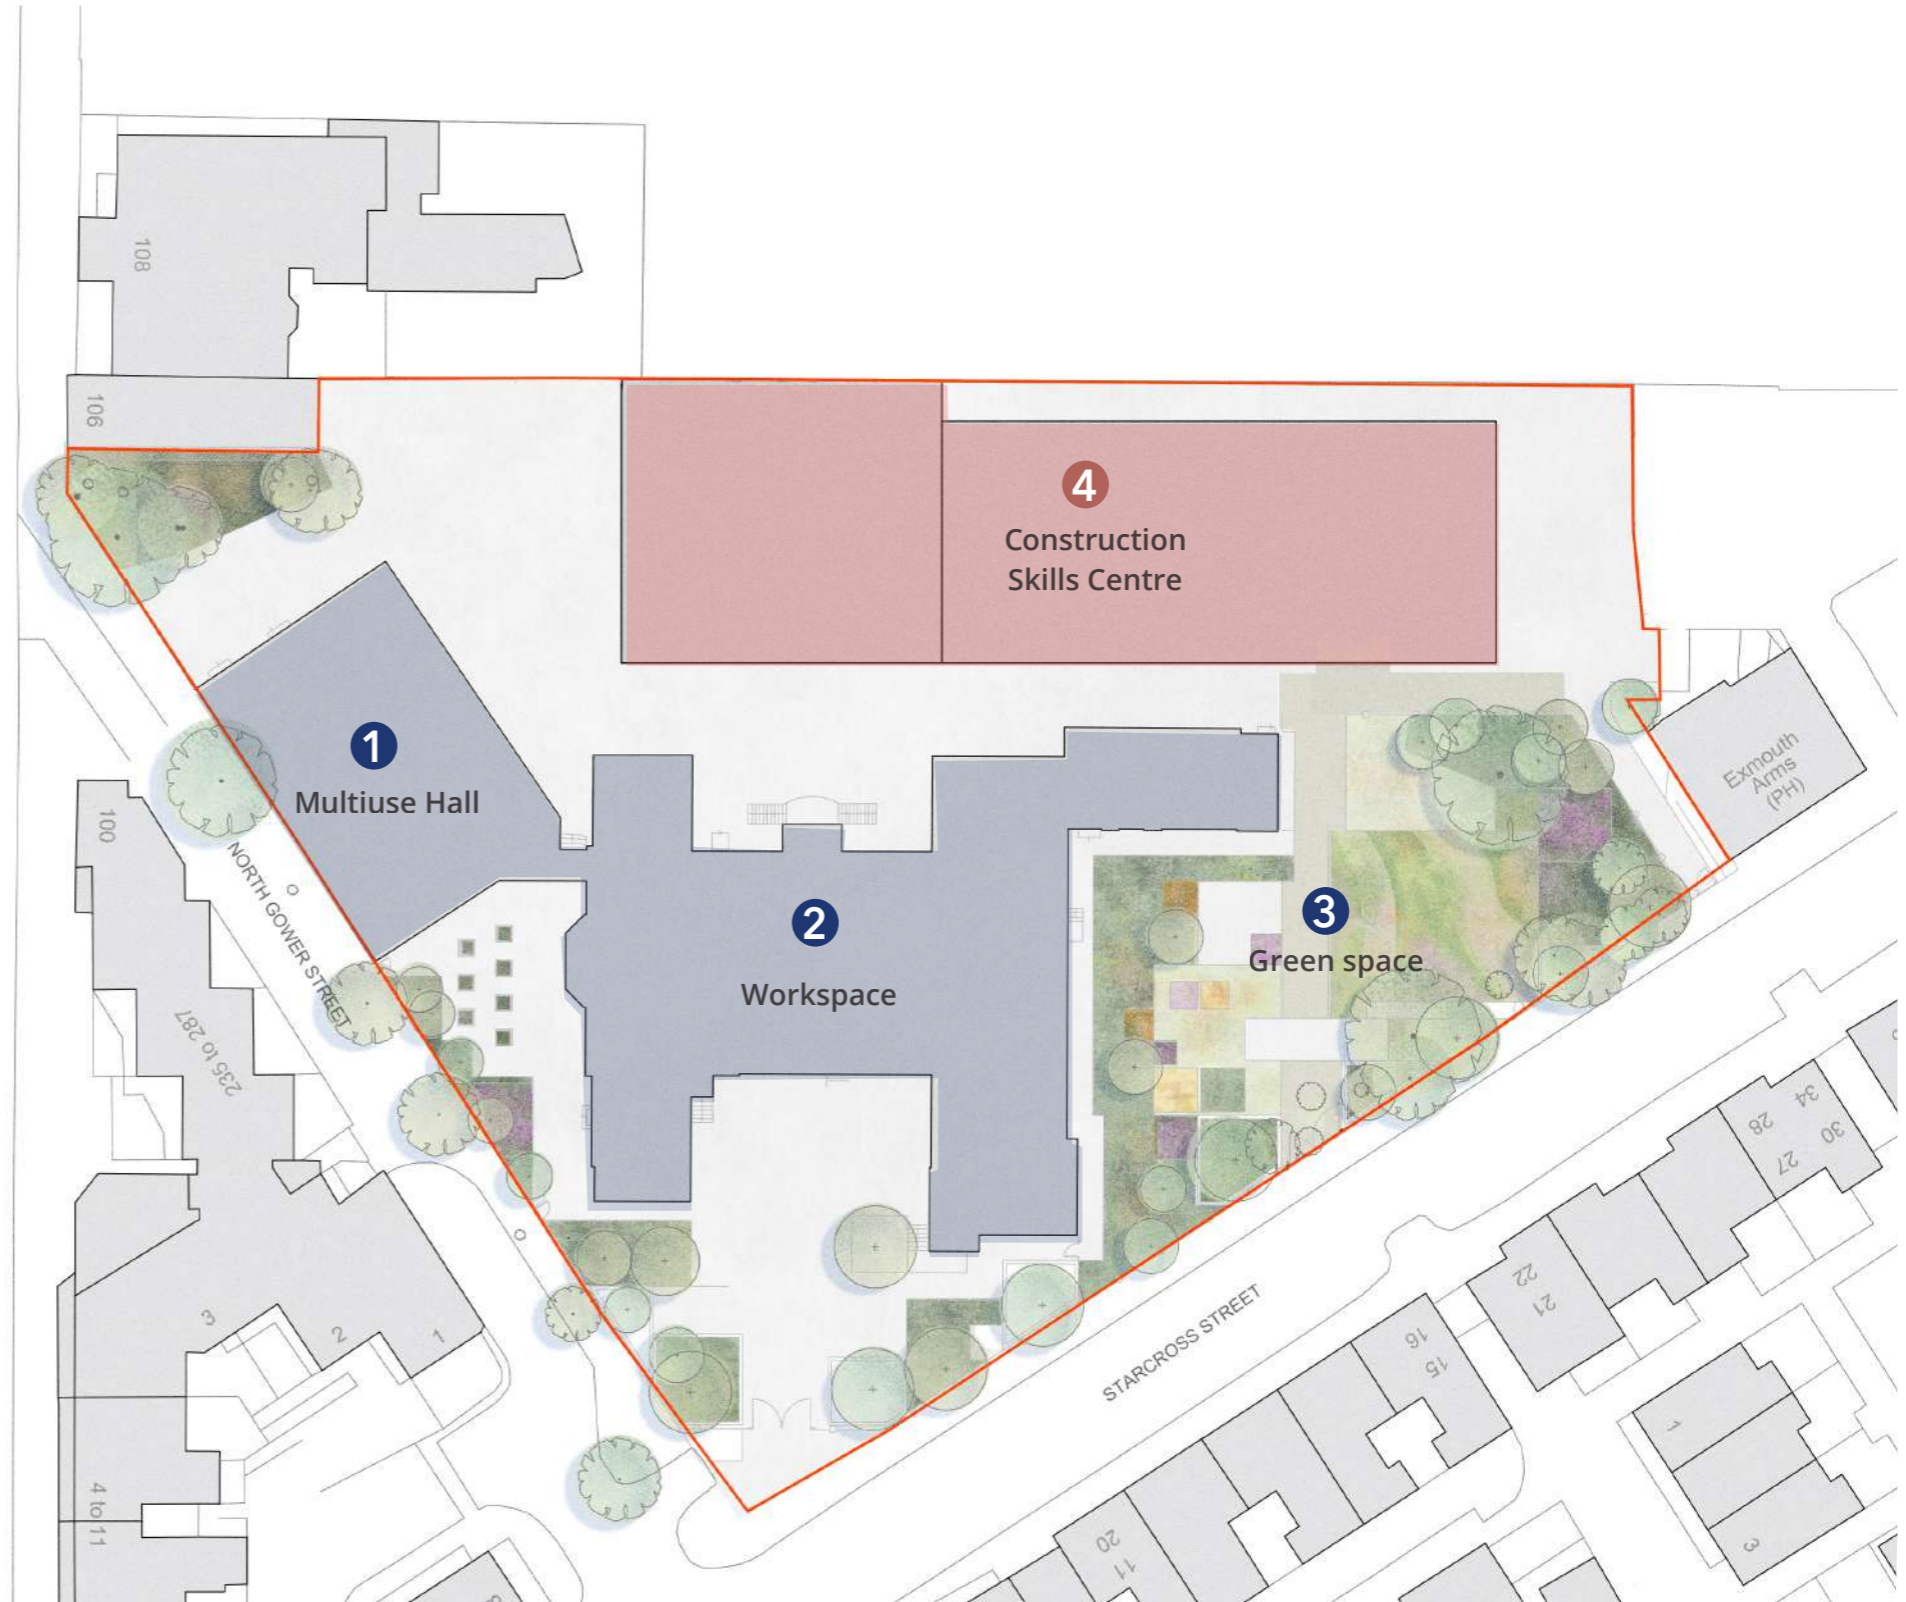 108
106
4
Construction
Skills Centre
1
Multiuse Hall
Exmouth
Arms
(PH)
100
NORTH GOWER STREET
2
Workspace
3
Green space
235 to 287
34
28
30
27
22
21
3
2
1
STARCROSS STREET
16
15
1
4 to 11
20
11
3